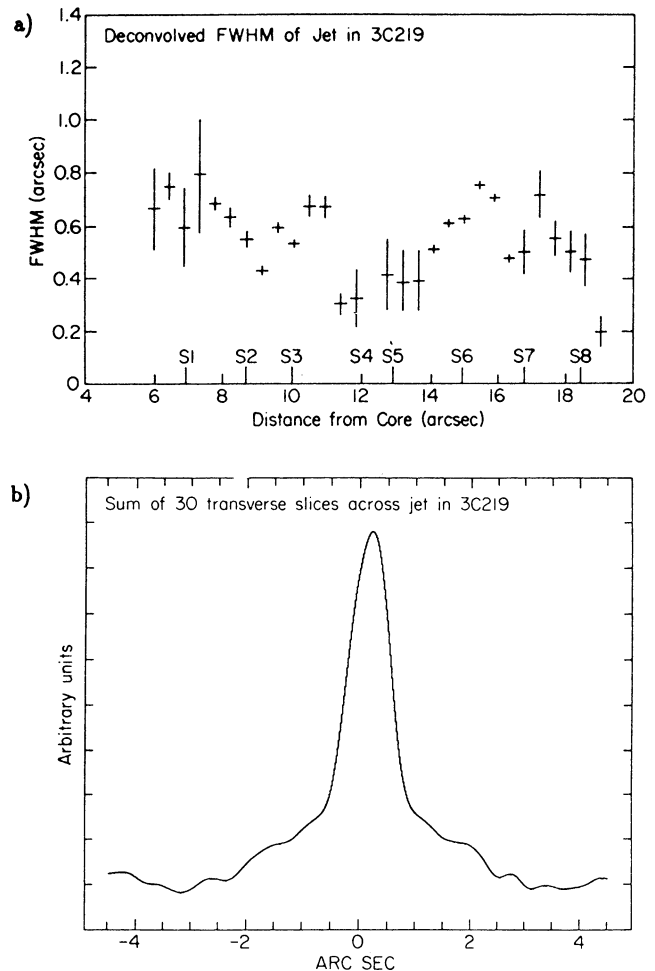 a)
Deconvolved FWHM of Jet in 3C219
1.4
1.2
1.0
0.8
0.6
0.4
0.2
0
FWHM (arcsec)
S1 S2 S3 S4 S5 S6 S7 S8
4 6 8 10 12 14 16 18 20
Distance from Core (arcsec)
b)
Sum of 30 transverse slices across jet in 3C219
Arbitrary units
-4 -2 0 2 4
ARC SEC